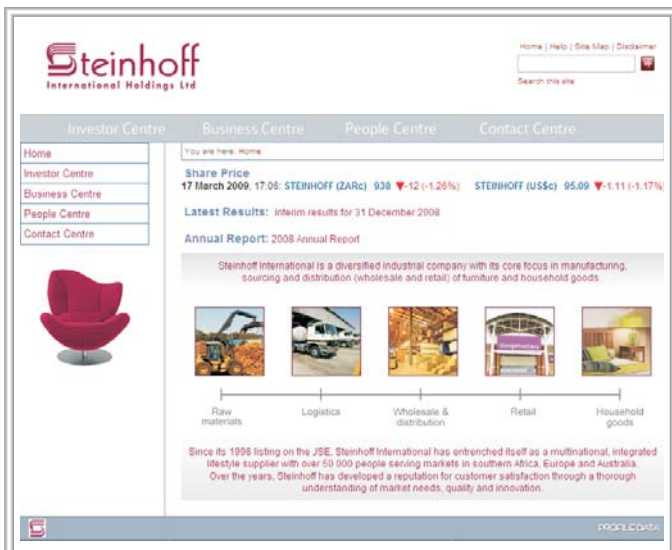 Steinhoff
International Holdings Ltd
Home | Help | Site Map | Disclaimer
Search this site
Investor Centre Business Centre People Centre Contact Centre
Home
Investor Centre
Business Centre
People Centre
Contact Centre
You are here: Home
Share Price
17 March 2009, 17:06: STEINHOFF (ZARc) 938 ▼-12 (-1.26%) STEINHOFF (US$c) 95.09 ▼-1.11 (-1.17%)
Latest Results: Interim results for 31 December 2008
Annual Report: 2008 Annual Report
Steinhoff International is a diversified industrial company with its core focus in manufacturing,
sourcing and distribution (wholesale and retail) of furniture and household goods.
Raw
materials
Logistics
Wholesale &
distribution
Retail
Household
goods
Since its 1998 listing on the JSE, Steinhoff International has entrenched itself as a multinational, integrated
lifestyle supplier with over 50 000 people serving markets in southern Africa, Europe and Australia.
Over the years, Steinhoff has developed a reputation for customer satisfaction through a thorough
understanding of market needs, quality and innovation.
PROFILE DATA